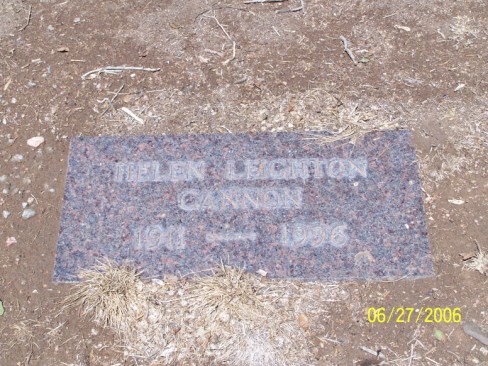 HELEN LEIGHTON
CANNON
1911 1996
06/27/2006